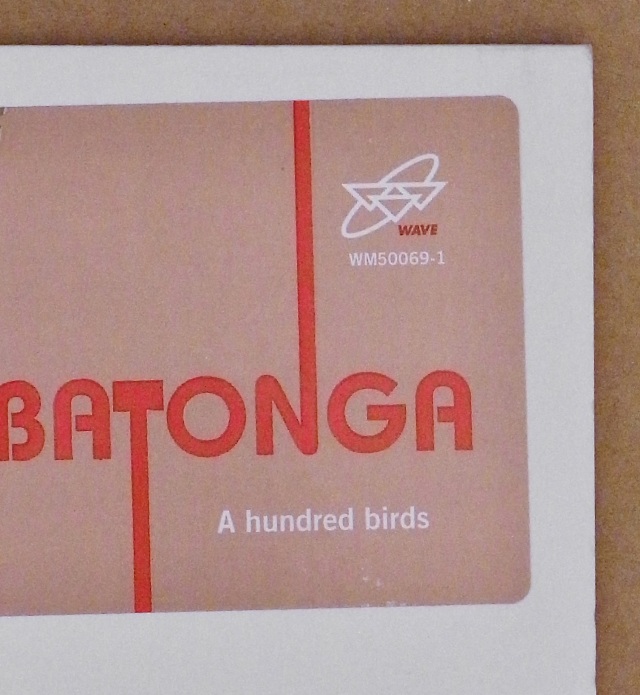 WAVE
WM50069-1
BATONGA
A hundred birds